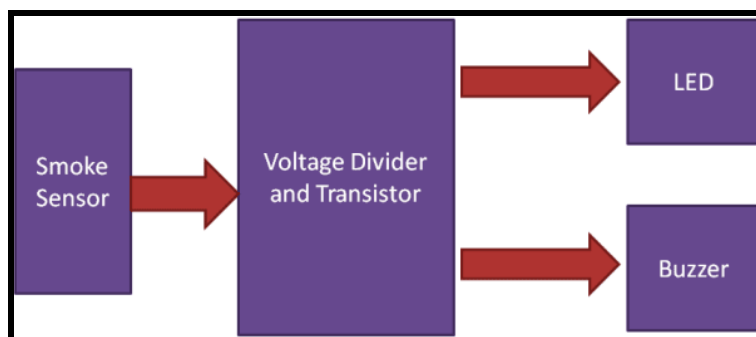 Smoke
Sensor
Voltage Divider
and Transistor
LED
Buzzer